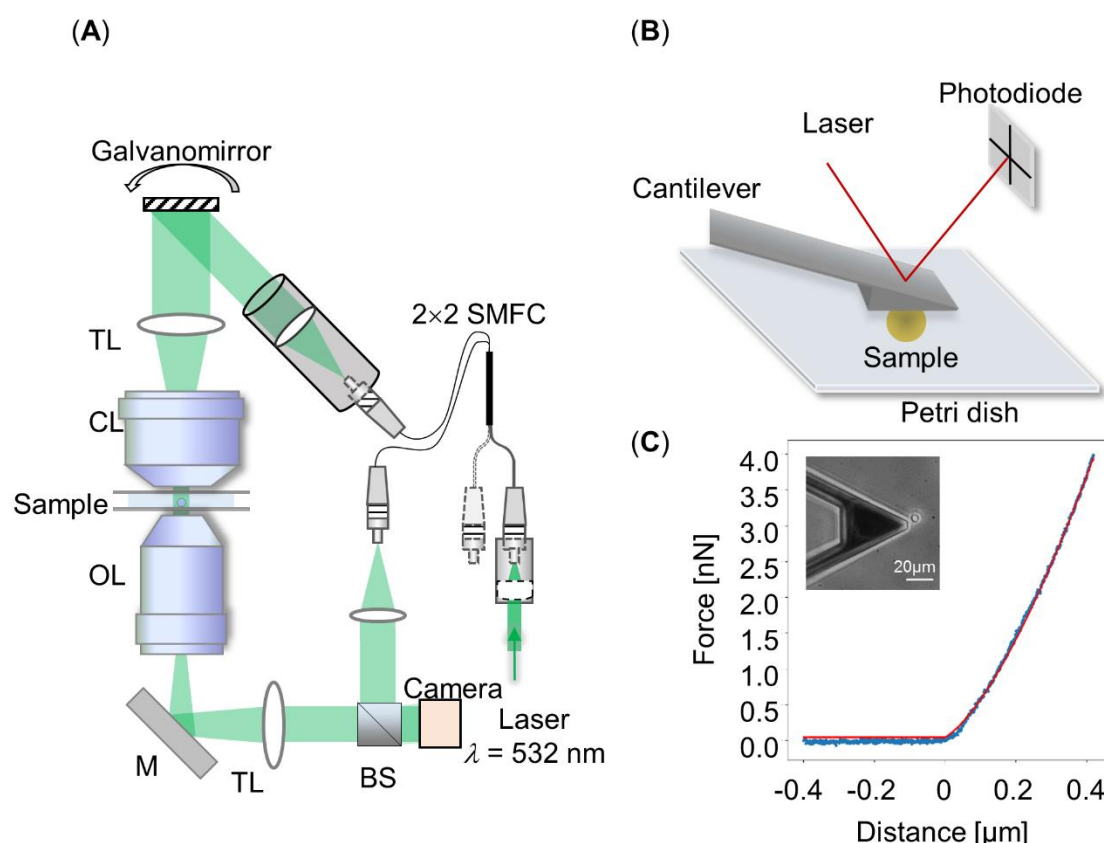 (A)
Galvanomirror
2×2 SMFC
TL
CL
Sample
OL
Camera
Laser
λ = 532 nm
M
TL
BS
(B)
Photodiode
Laser
Cantilever
Sample
Petri dish
(C)
Force [nN]
4.0
3.5
3.0
2.5
2.0
1.5
1.0
0.5
0.0
20μm
-0.4 -0.2 0 0.2 0.4
Distance [μm]